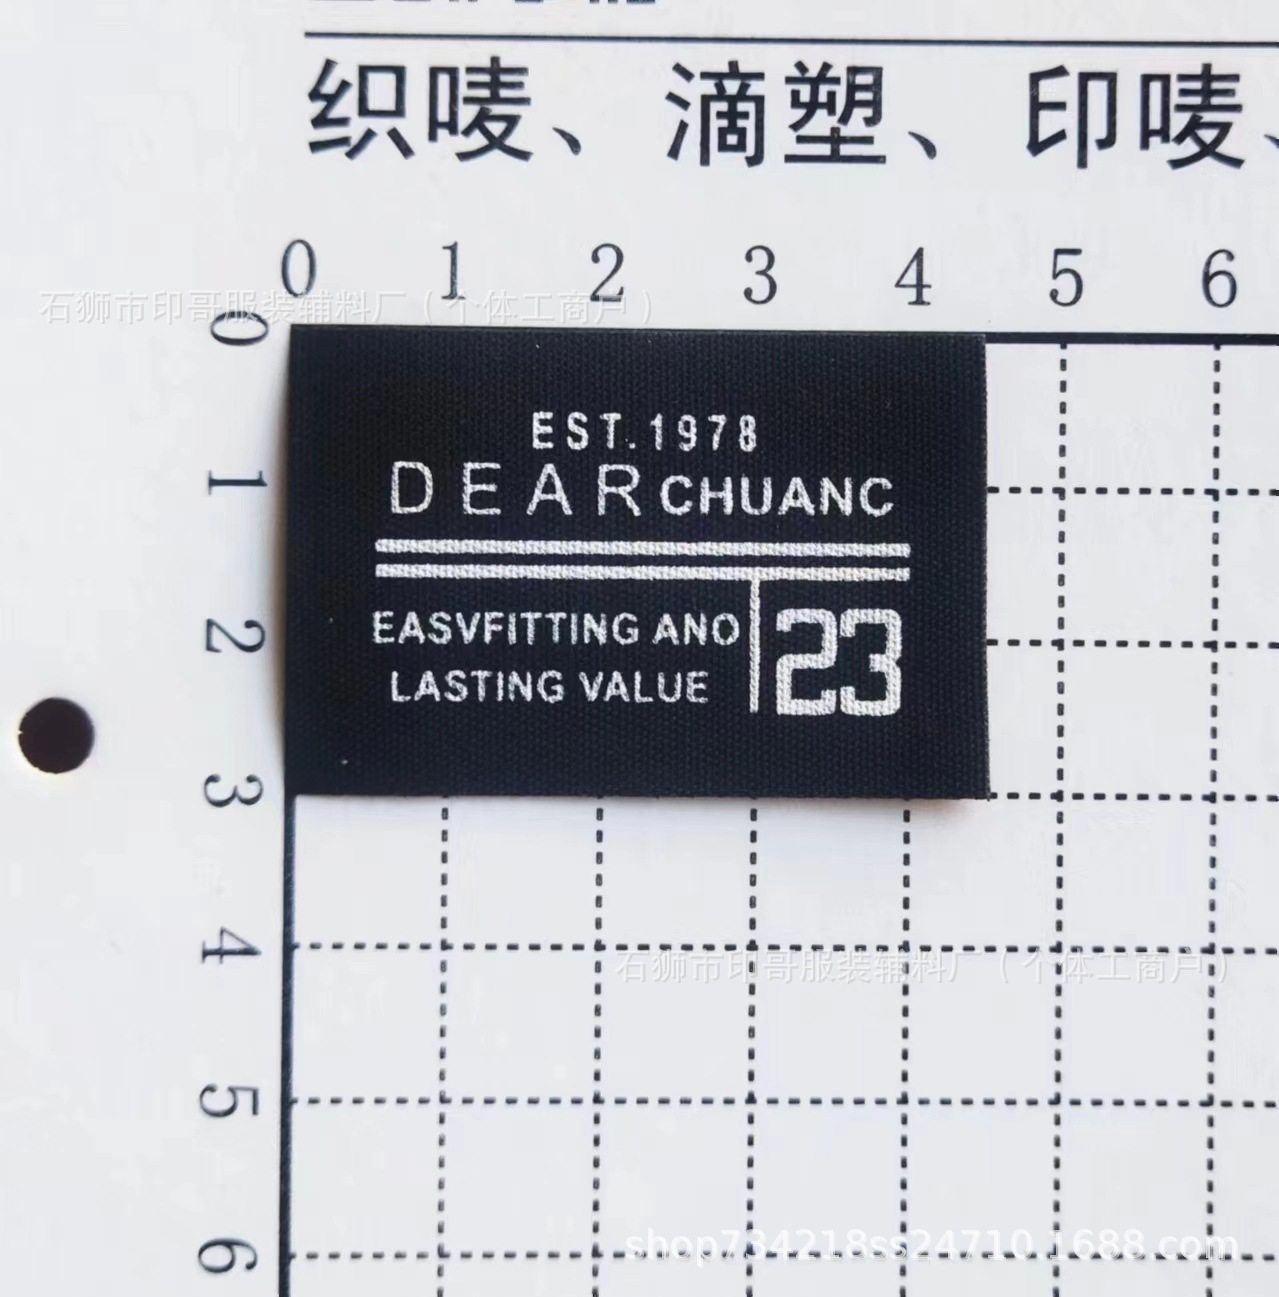 织唛、滴塑、印唛、
0 1 2 3 4 5 6
石狮市印哥服装辅料厂（个体工商户）
0
1
2
3
4
5
6
EST.1978
DEAR CHUANC
EASVFITTING ANO
LASTING VALUE
23
石狮市印哥服装辅料厂（个体工商户）
shop734218ss24710.1688.com